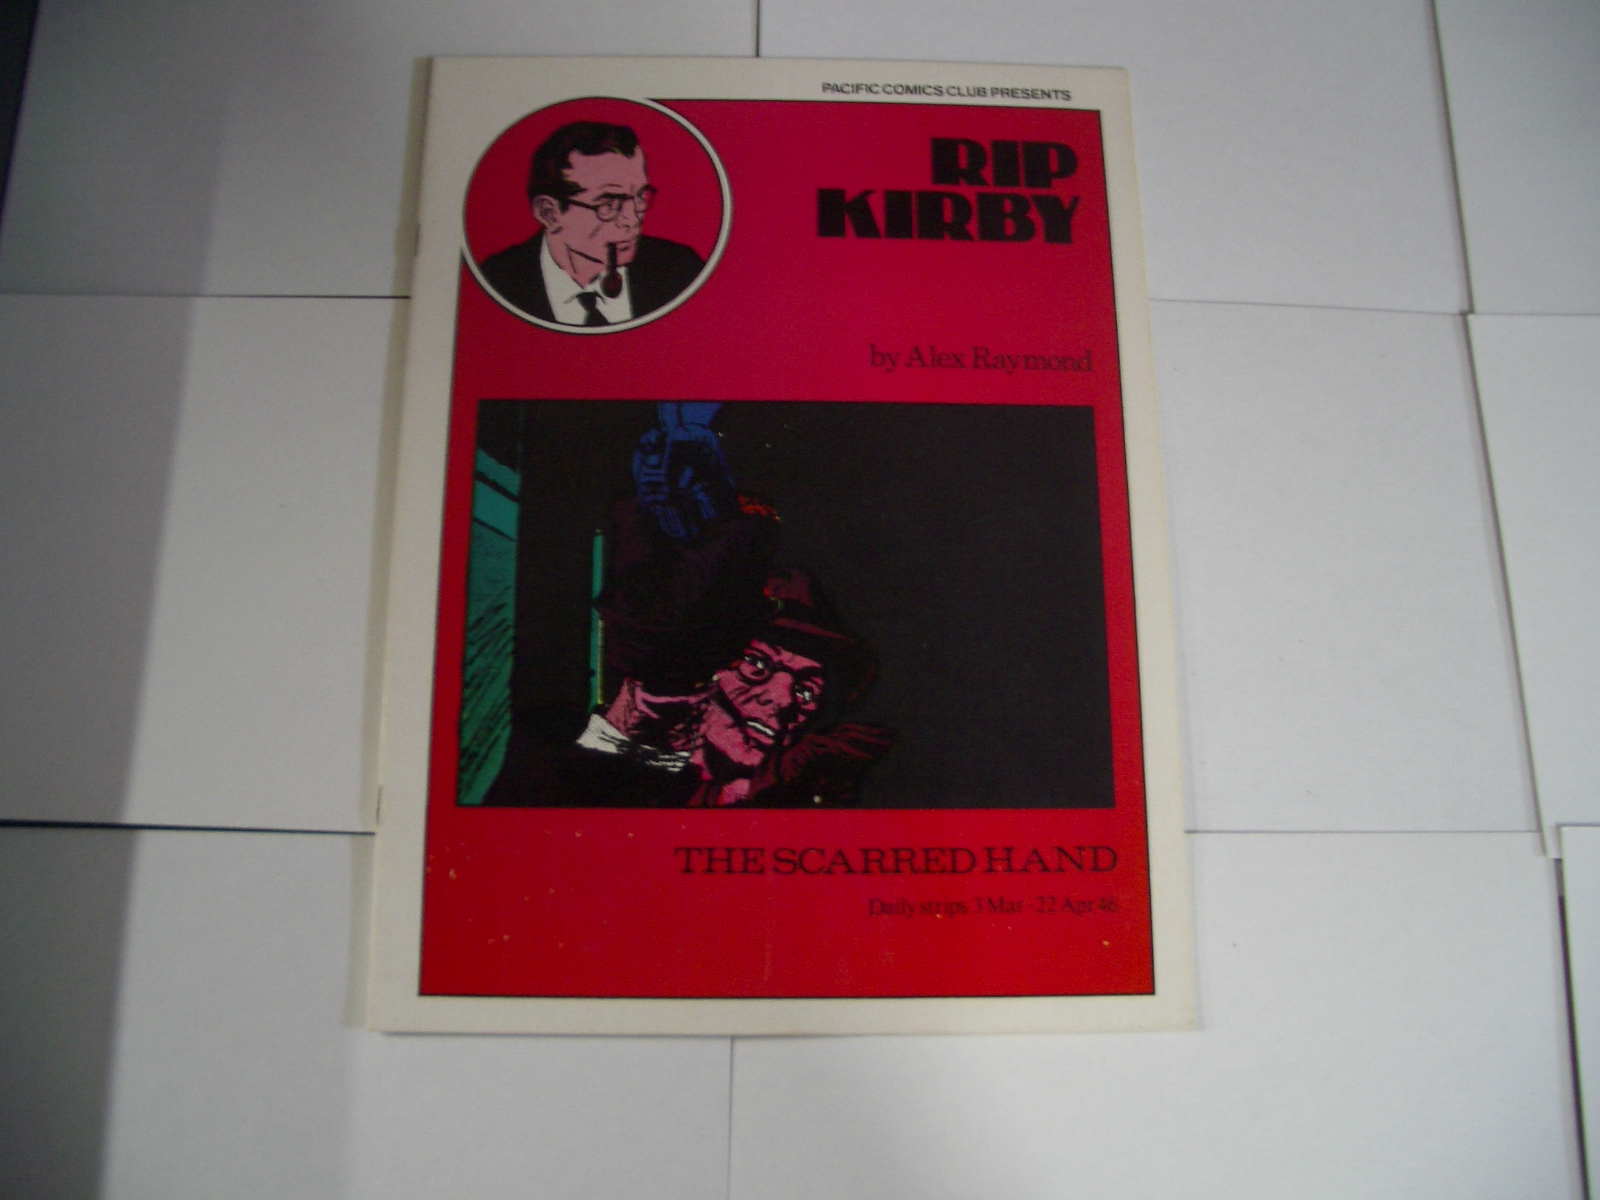 PACIFIC COMICS CLUB PRESENTS
RIP
KIRBY
by Alex Raymond
THE SCARRED HAND
Daily strips 3 Mar - 22 Apr 46